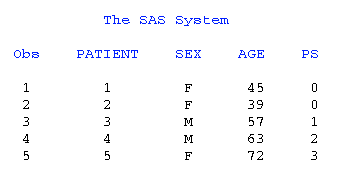 The SAS System
Obs PATIENT SEX AGE PS
1 1 F 45 0
2 2 F 39 0
3 3 M 57 1
4 4 M 63 2
5 5 F 72 3